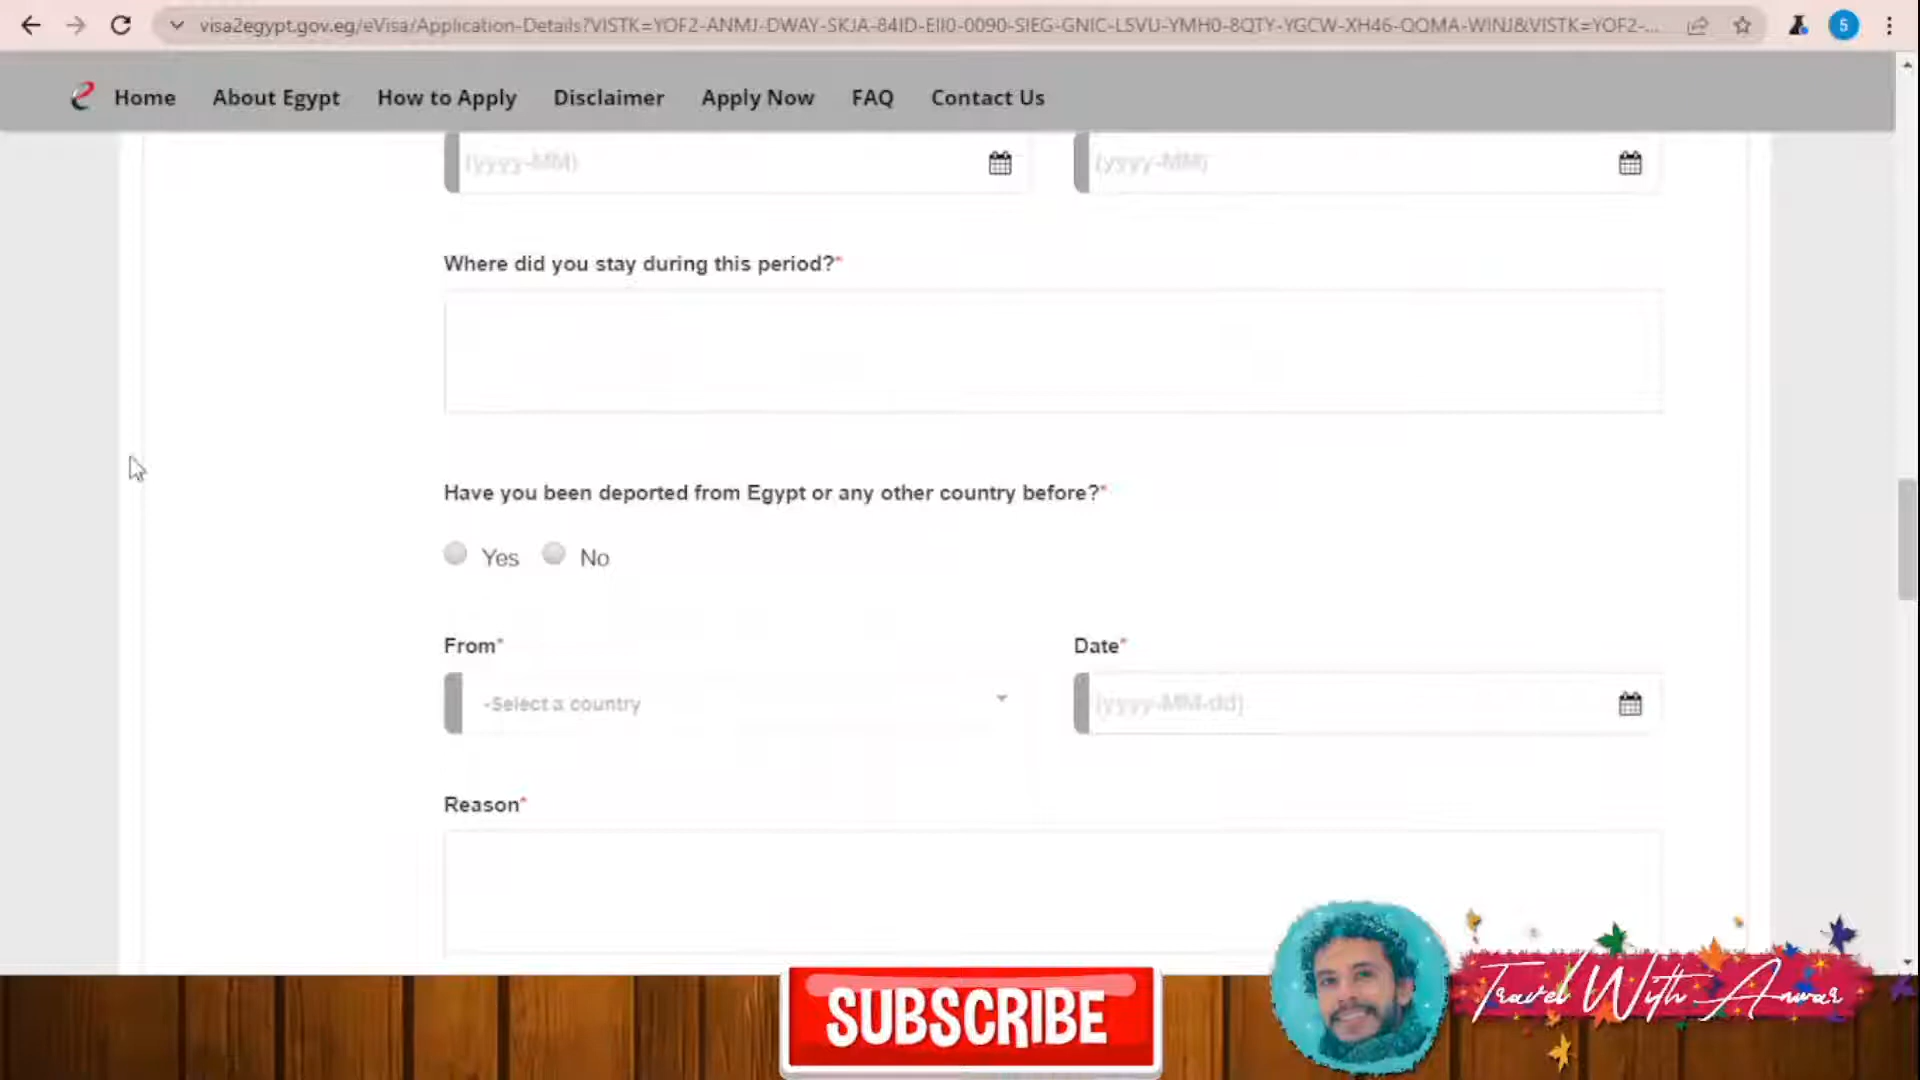 visa2egypt.gov.eg/eVisa/Application-Details?VISTK=YOF2-ANMJ-DWAY-SKJA-84ID-EII0-0090-SIEG-GNIC-LSVU-YMH0-8QTY-YGCW-XH46-QQMA-WINJ&VISTK=YOF2-...
5
Home About Egypt How to Apply Disclaimer Apply Now FAQ Contact Us
(yyyy-MM) (yyyy-MM)
Where did you stay during this period?*
Have you been deported from Egypt or any other country before?*
Yes No
From* Date*
-Select a country (yyyy-MM-dd)
Reason*
SUBSCRIBE
Travel With Anwar